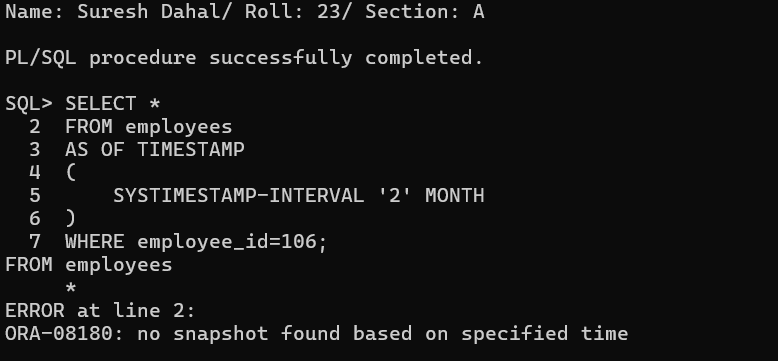 Name: Suresh Dahal/ Roll: 23/ Section: A
PL/SQL procedure successfully completed.
SQL> SELECT *
2 FROM employees
3 AS OF TIMESTAMP
4 (
5 SYSTIMESTAMP-INTERVAL '2' MONTH
6 )
7 WHERE employee_id=106;
FROM employees
*
ERROR at line 2:
ORA-08180: no snapshot found based on specified time